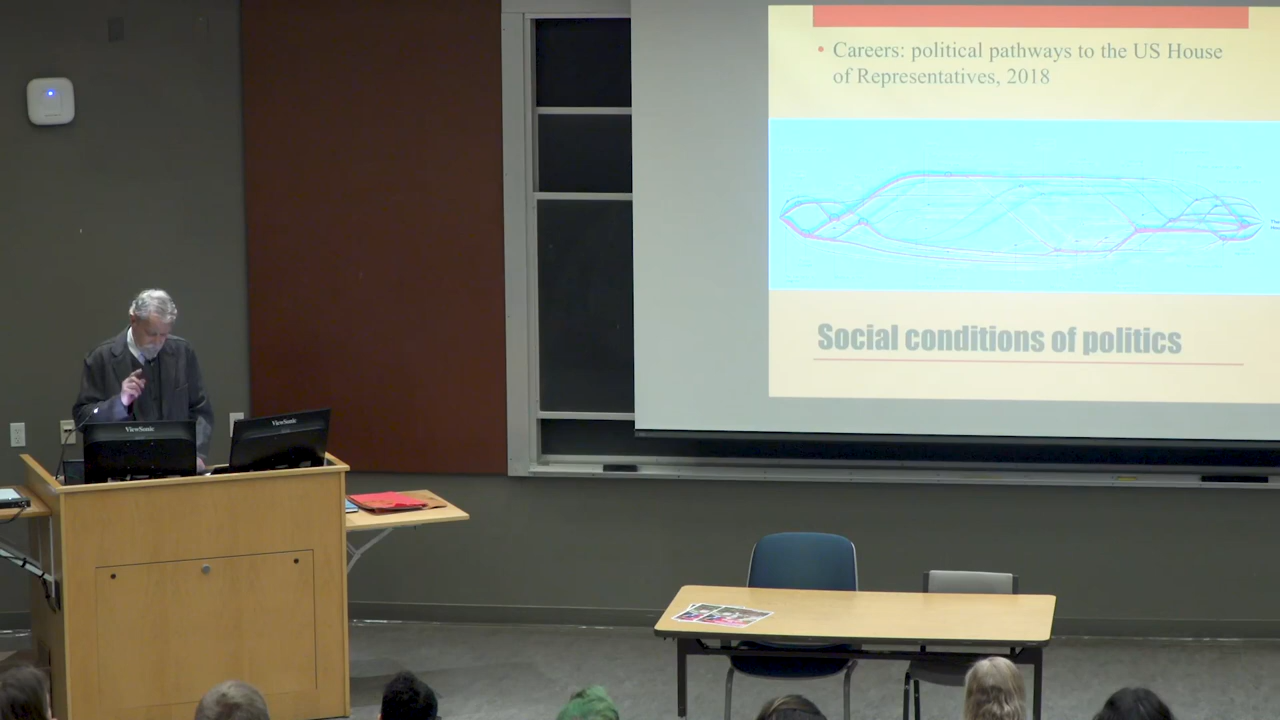 • Careers: political pathways to the US House
of Representatives, 2018
Social conditions of politics
ViewSonic
ViewSonic